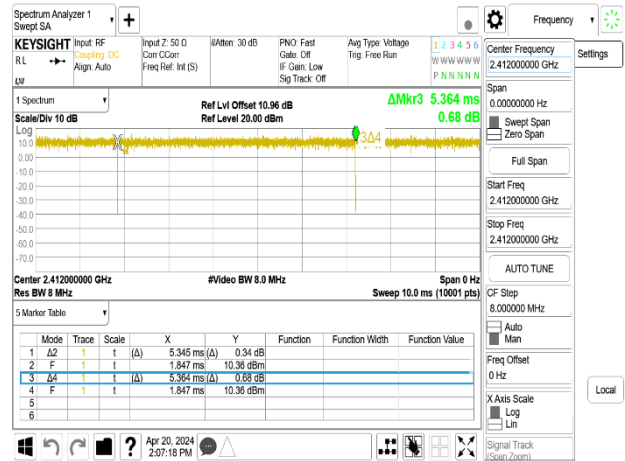 Spectrum Analyzer 1
Swept SA
Frequency
KEYSIGHT
RL
Input: RF
Coupling: DC
Align: Auto
Input Z: 50 Ω
Corr CCorr
Freq Ref: Int (S)
#Atten: 30 dB
PNO: Fast
Gate: Off
IF Gain: Low
Sig Track: Off
Avg Type: Voltage
Trig: Free Run
1 2 3 4 5 6
W W W W W W
P N N N N N
1 Spectrum
Scale/Div 10 dB
Ref Lvl Offset 10.96 dB
Ref Level 20.00 dBm
ΔMkr3 5.364 ms
0.68 dB
Log
10.0
0.00
-10.0
-20.0
-30.0
-40.0
-50.0
-60.0
-70.0
3Δ4
Center 2.412000000 GHz
Res BW 8 MHz
#Video BW 8.0 MHz
Span 0 Hz
Sweep 10.0 ms (10001 pts)
5 Marker Table
Mode Trace Scale X Y Function Function Width Function Value
1 Δ2 1 t (Δ) 5.345 ms (Δ) 0.34 dB
2 F 1 t 1.847 ms 10.36 dBm
3 Δ4 1 t (Δ) 5.364 ms (Δ) 0.68 dB
4 F 1 t 1.847 ms 10.36 dBm
5
6
?
Apr 20, 2024
2:07:18 PM
Center Frequency
2.412000000 GHz
Settings
Span
0.00000000 Hz
Swept Span
Zero Span
Full Span
Start Freq
2.412000000 GHz
Stop Freq
2.412000000 GHz
AUTO TUNE
CF Step
8.000000 MHz
Auto
Man
Freq Offset
0 Hz
X Axis Scale
Log
Lin
Local
Signal Track
(Span Zoom)